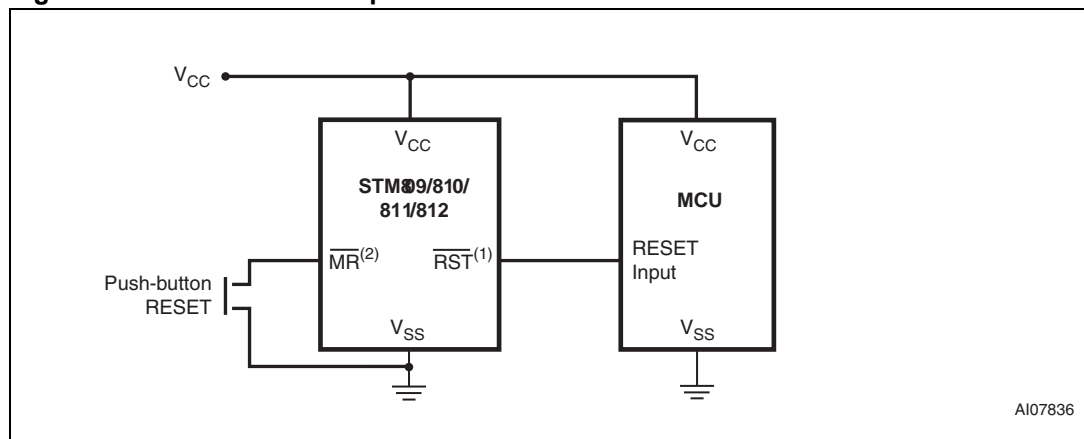 V_CC
V_CC
STM809/810/
811/812
MR(2)
RST(1)
Push-button
RESET
V_SS
V_CC
MCU
RESET
Input
V_SS
AI07836